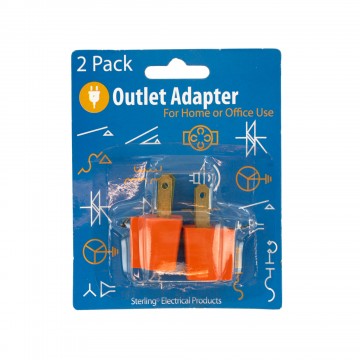 2 Pack
Outlet Adapter
For Home or Office Use
Sterling® Electrical Products